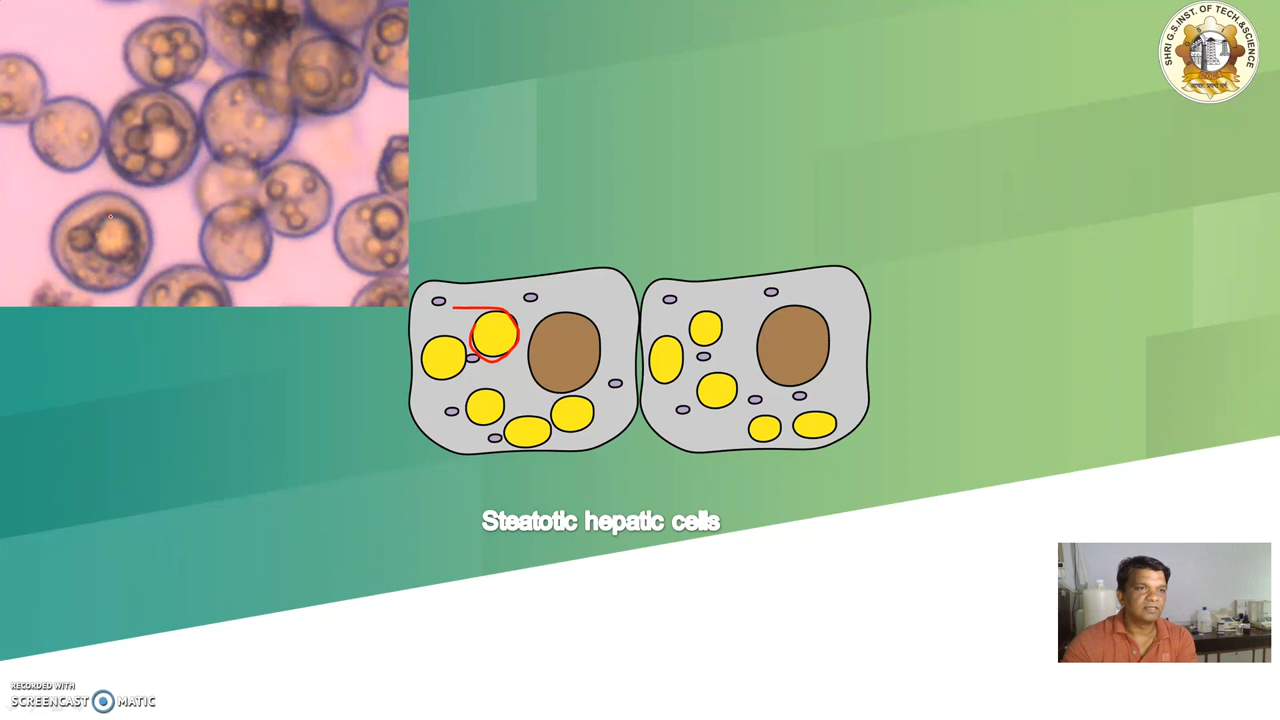 SHRI G.S.INST. OF TECH.&SCIENCE
Steatotic hepatic cells
RECORDED WITH
SCREENCAST MATIC